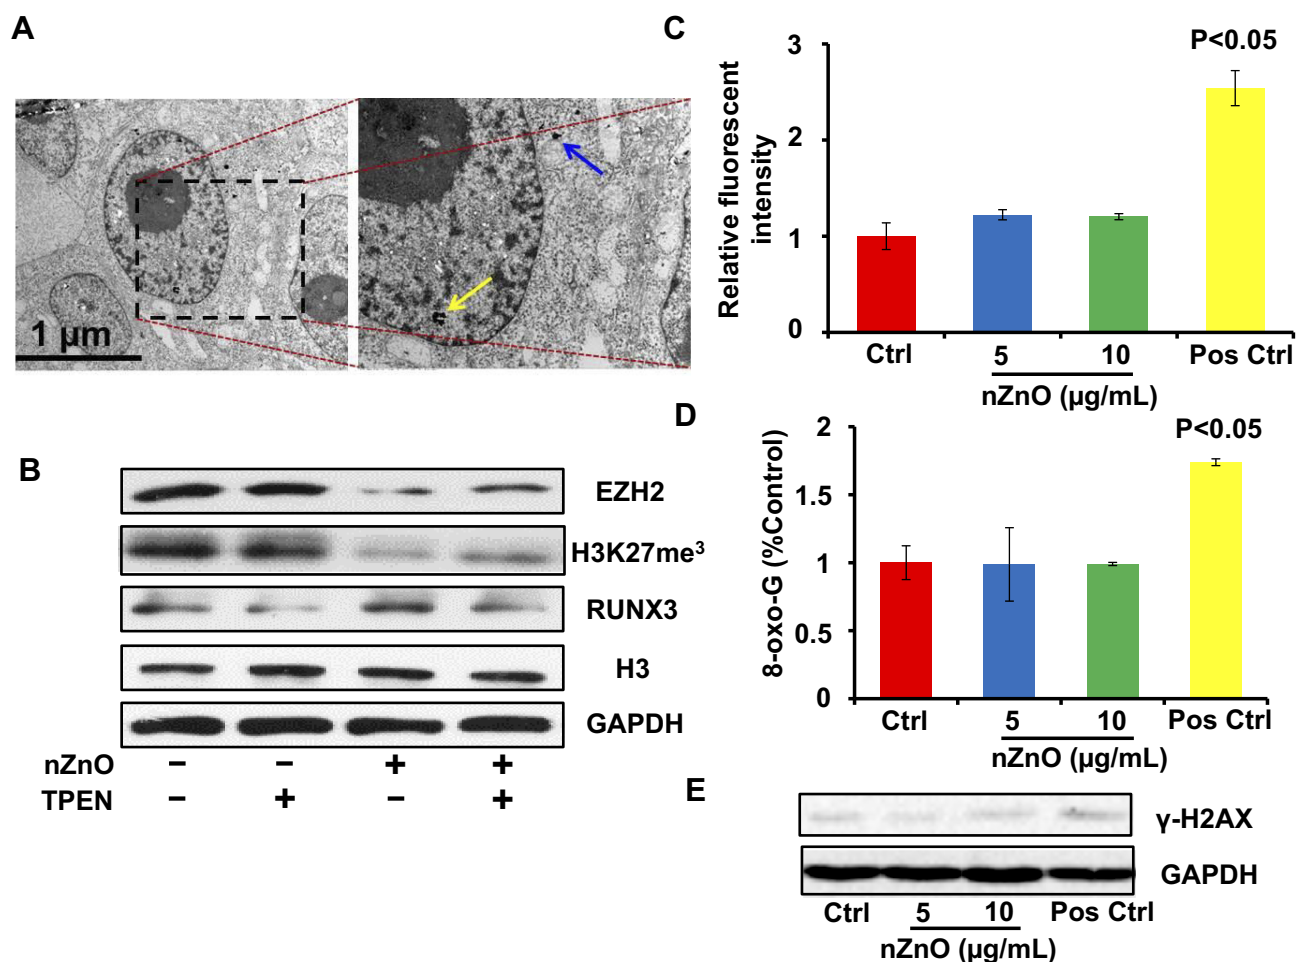 A
1 µm
B
EZH2
H3K27me³
RUNX3
H3
GAPDH
nZnO − − + +
TPEN − + − +
C
P<0.05
Relative fluorescent
intensity
3
2
1
0
Ctrl 5 10 Pos Ctrl
nZnO (µg/mL)
D
P<0.05
8-oxo-G (%Control)
2
1.5
1
0.5
0
Ctrl 5 10 Pos Ctrl
nZnO (µg/mL)
E
γ-H2AX
GAPDH
Ctrl 5 10 Pos Ctrl
nZnO (µg/mL)